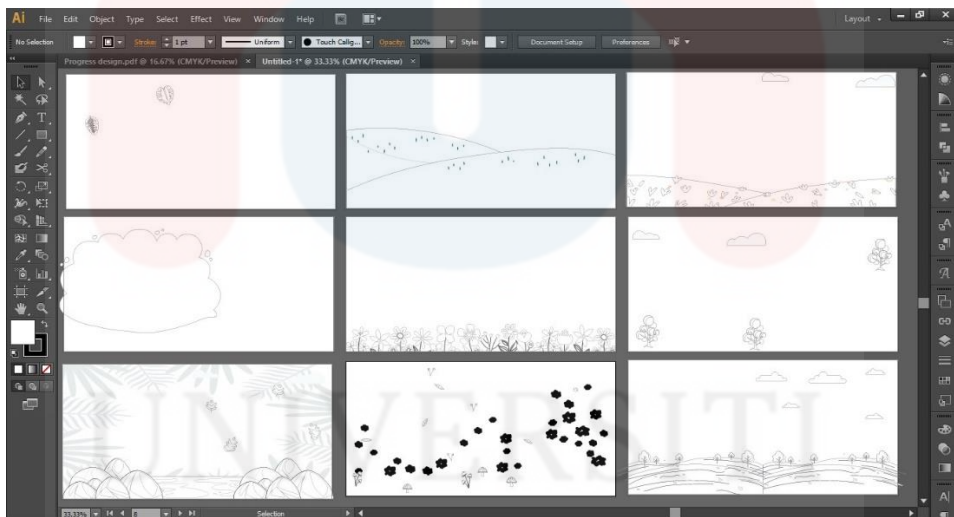 Ai File Edit Object Type Select Effect View Window Help Layout
No Selection Stroke: 1 pt Uniform Touch Callig... Opacity: 100% Style: Document Setup Preferences
Progress design.pdf @ 16.67% (CMYK/Preview) × Untitled-1* @ 33.33% (CMYK/Preview) ×
UNIVERSITI
33.33% 8 Selection